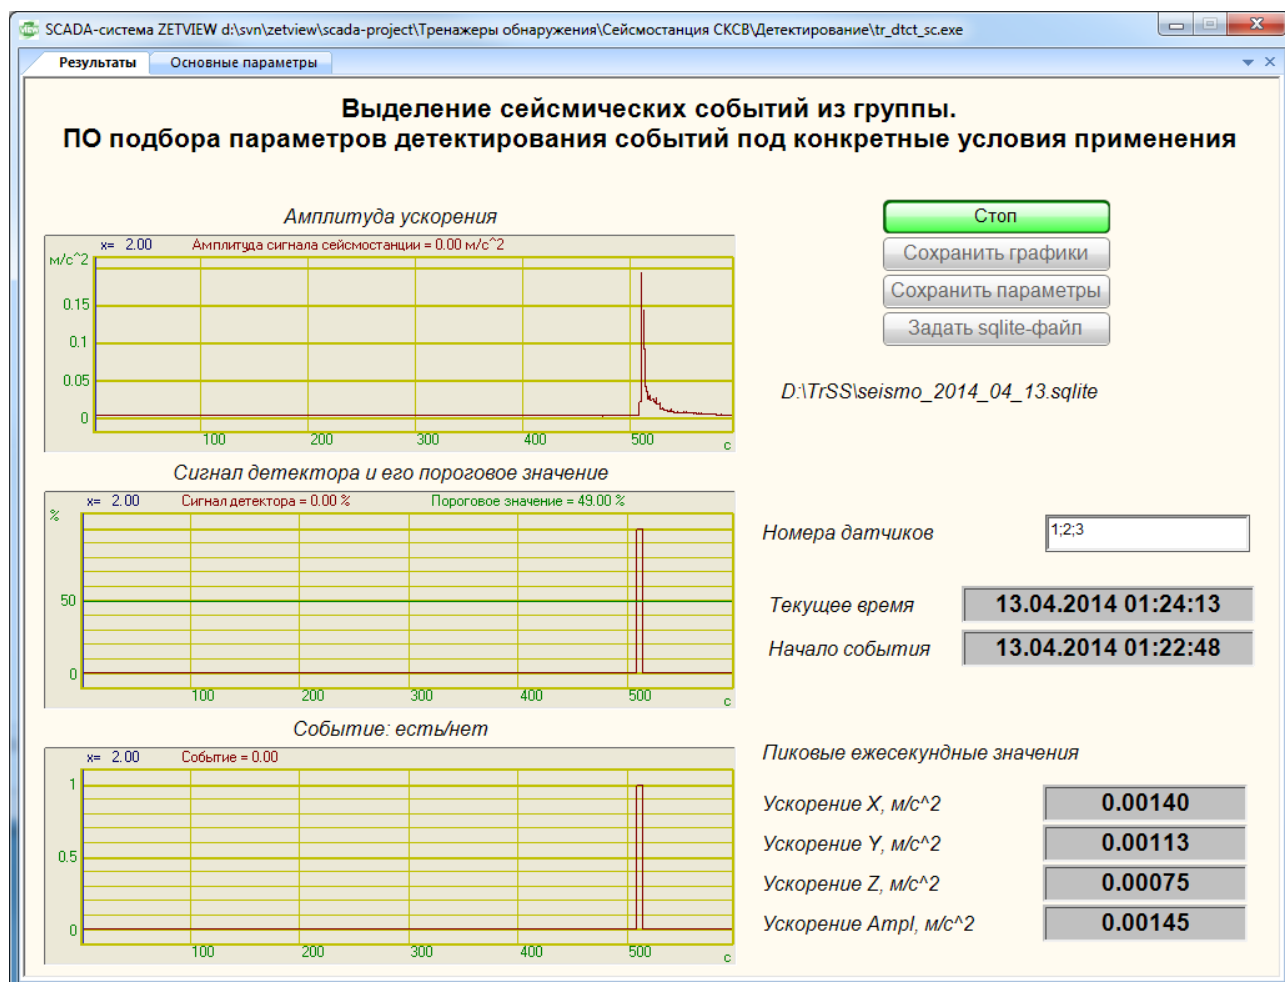 SCADA-система ZETVIEW d:\svn\zetview\scada-project\Тренажеры обнаружения\Сейсмостанция СКСВ\Детектирование\tr_dtct_sc.exe
Результаты Основные параметры
Выделение сейсмических событий из группы.
ПО подбора параметров детектирования событий под конкретные условия применения
Амплитуда ускорения
x= 2.00 Амплитуда сигнала сейсмостанции = 0.00 м/с^2
м/с^2
0.15
0.1
0.05
0
100 200 300 400 500 с
Сигнал детектора и его пороговое значение
x= 2.00 Сигнал детектора = 0.00 % Пороговое значение = 49.00 %
%
50
0
100 200 300 400 500 с
Событие: есть/нет
x= 2.00 Событие = 0.00
1
0.5
0
100 200 300 400 500 с
Стоп
Сохранить графики
Сохранить параметры
Задать sqlite-файл
D:\TrSS\seismo_2014_04_13.sqlite
Номера датчиков 1;2;3
Текущее время 13.04.2014 01:24:13
Начало события 13.04.2014 01:22:48
Пиковые ежесекундные значения
Ускорение X, м/с^2 0.00140
Ускорение Y, м/с^2 0.00113
Ускорение Z, м/с^2 0.00075
Ускорение Ampl, м/с^2 0.00145